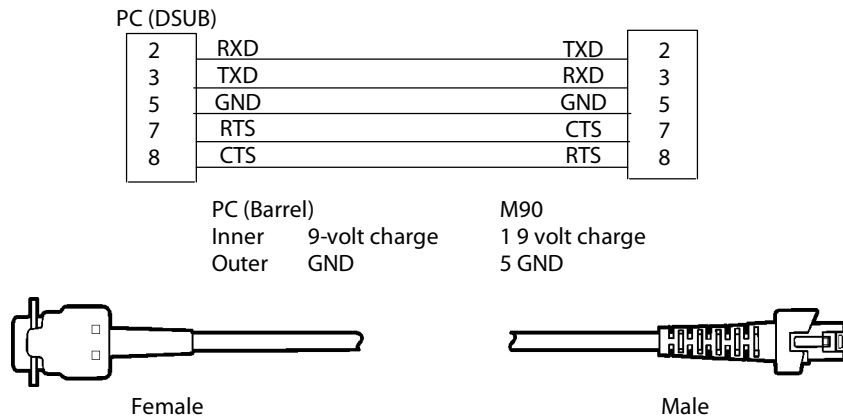 PC (DSUB)
2 RXD TXD 2
3 TXD RXD 3
5 GND GND 5
7 RTS CTS 7
8 CTS RTS 8
PC (Barrel) M90
Inner 9-volt charge 1 9 volt charge
Outer GND 5 GND
Female Male